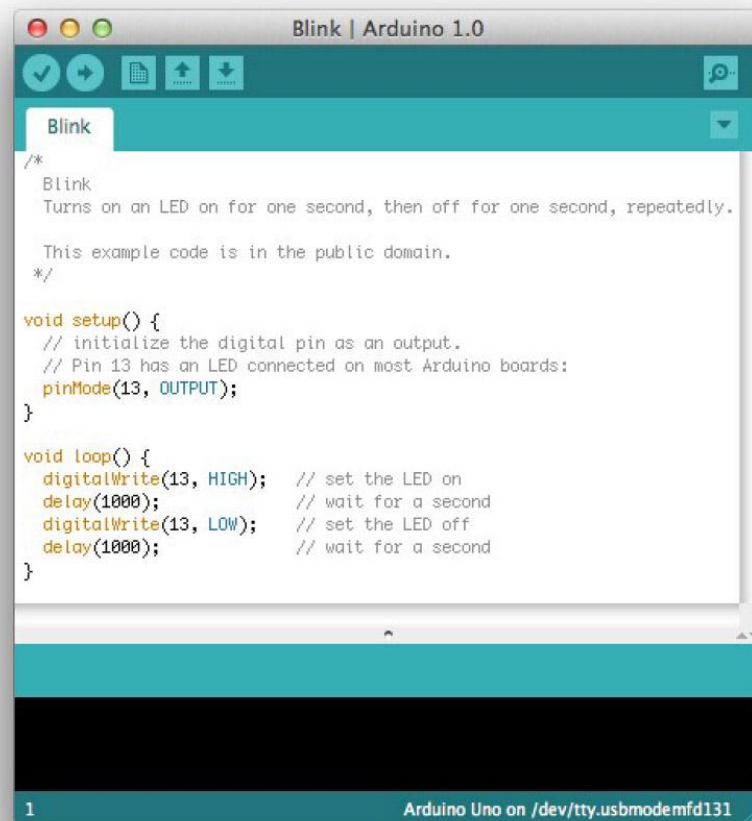 Blink | Arduino 1.0
Blink
/*
  Blink
  Turns on an LED on for one second, then off for one second, repeatedly.

  This example code is in the public domain.
 */

void setup() {
  // initialize the digital pin as an output.
  // Pin 13 has an LED connected on most Arduino boards:
  pinMode(13, OUTPUT);
}

void loop() {
  digitalWrite(13, HIGH);   // set the LED on
  delay(1000);              // wait for a second
  digitalWrite(13, LOW);    // set the LED off
  delay(1000);              // wait for a second
}
1 Arduino Uno on /dev/tty.usbmodemfd131